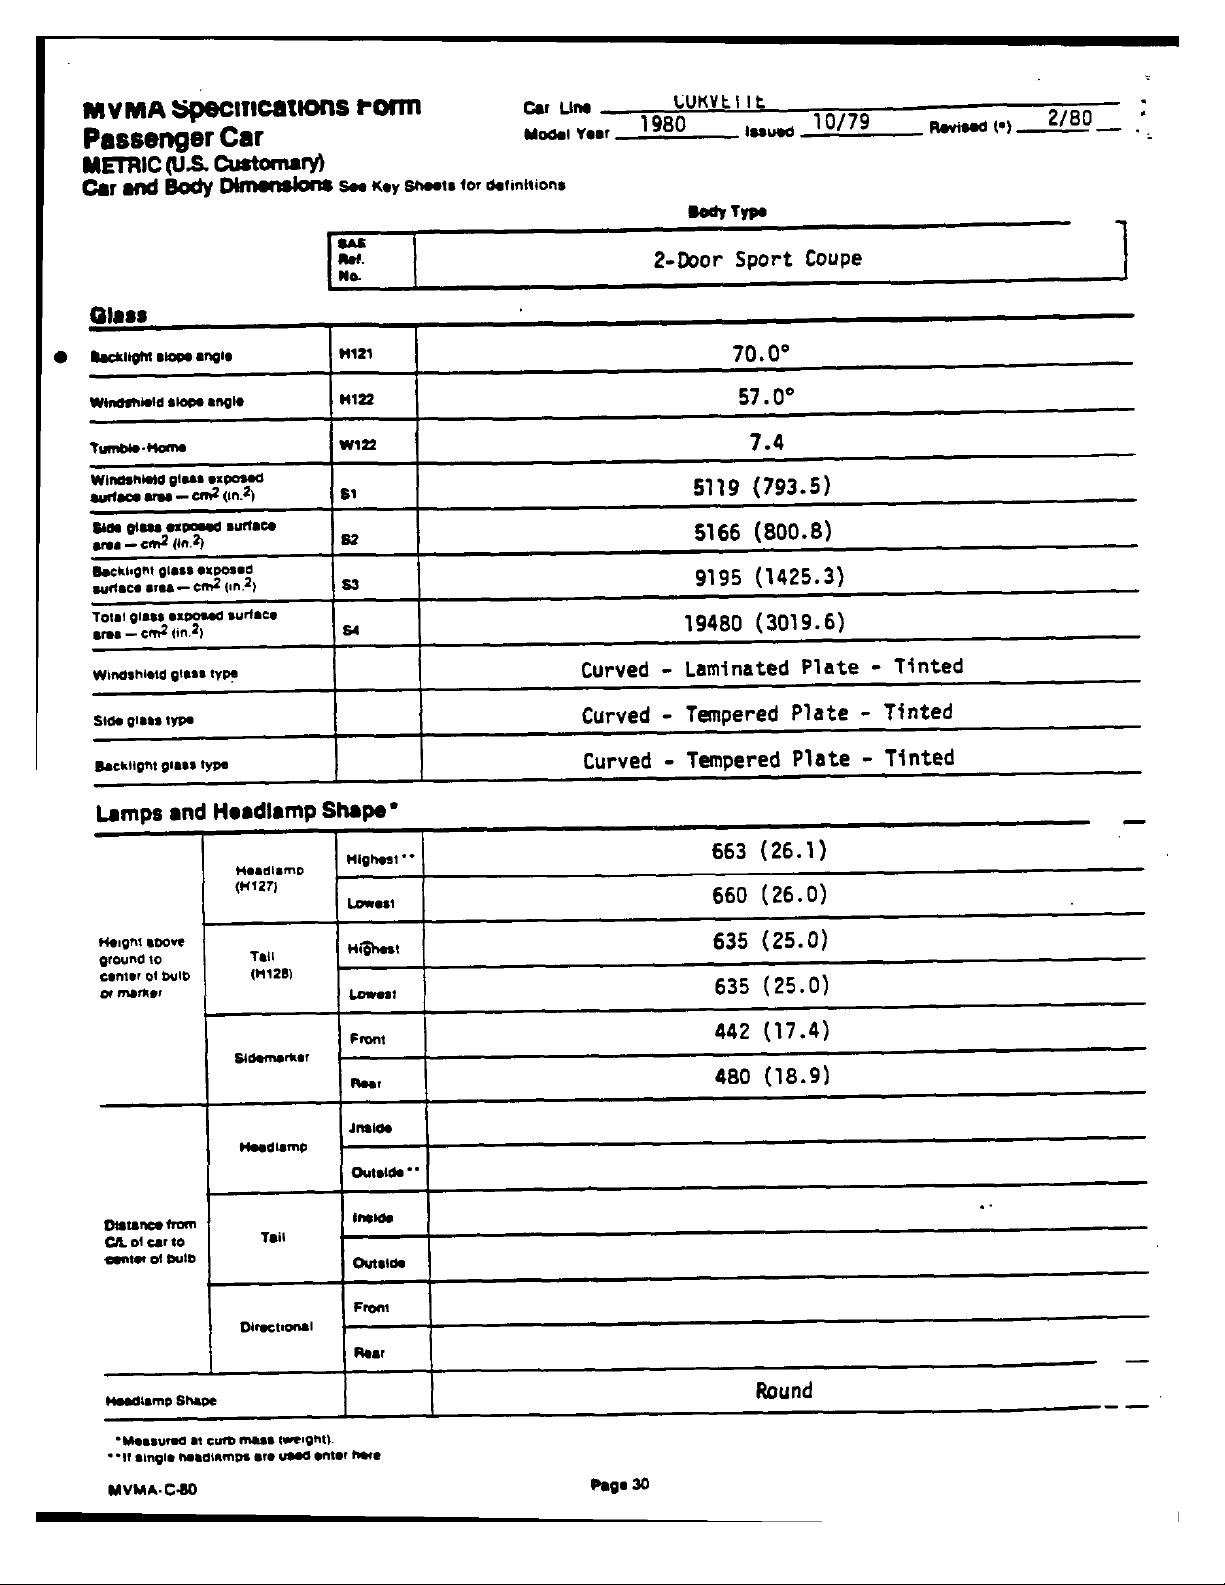 MVMA Specifications Form
Passenger Car
METRIC (U.S. Customary)
Car and Body Dimensions See Key Sheets for definitions
Car Line CORVETTE
Model Year 1980 Issued 10/79 Revised (•) 2/80
Body Type
SAE
Ref.
No.
2-Door Sport Coupe
Glass
● Backlight slope angle H121 70.0°
Windshield slope angle H122 57.0°
Tumble-Home W122 7.4
Windshield glass exposed
surface area — cm² (in.²) S1 5119 (793.5)
Side glass exposed surface
area — cm² (in.²) S2 5166 (800.8)
Backlight glass exposed
surface area — cm² (in.²) S3 9195 (1425.3)
Total glass exposed surface
area — cm² (in.²) S4 19480 (3019.6)
Windshield glass type Curved - Laminated Plate - Tinted
Side glass type Curved - Tempered Plate - Tinted
Backlight glass type Curved - Tempered Plate - Tinted
Lamps and Headlamp Shape*
Height above
ground to
center of bulb
or marker
Headlamp
(H127)
Highest** 663 (26.1)
Lowest 660 (26.0)
Tail
(H128)
Highest 635 (25.0)
Lowest 635 (25.0)
Sidemarker
Front 442 (17.4)
Rear 480 (18.9)
Distance from
C/L of car to
center of bulb
Headlamp
Inside
Outside**
Tail
Inside
Outside
Directional
Front
Rear
Headlamp Shape Round
*Measured at curb mass (weight).
**If single headlamps are used enter here
MVMA-C-80 Page 30